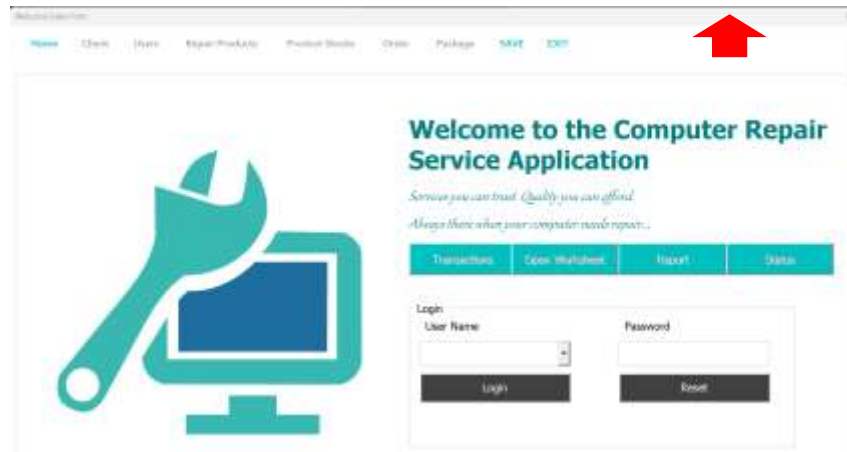 Home Client Users Repair Products Product Stocks Order Package SAVE EXIT
Welcome to the Computer Repair
Service Application
Services you can trust. Quality you can afford.
Always there when your computer needs repair...
Transactions Open Worksheet Report Status
Login
User Name Password
Login Reset